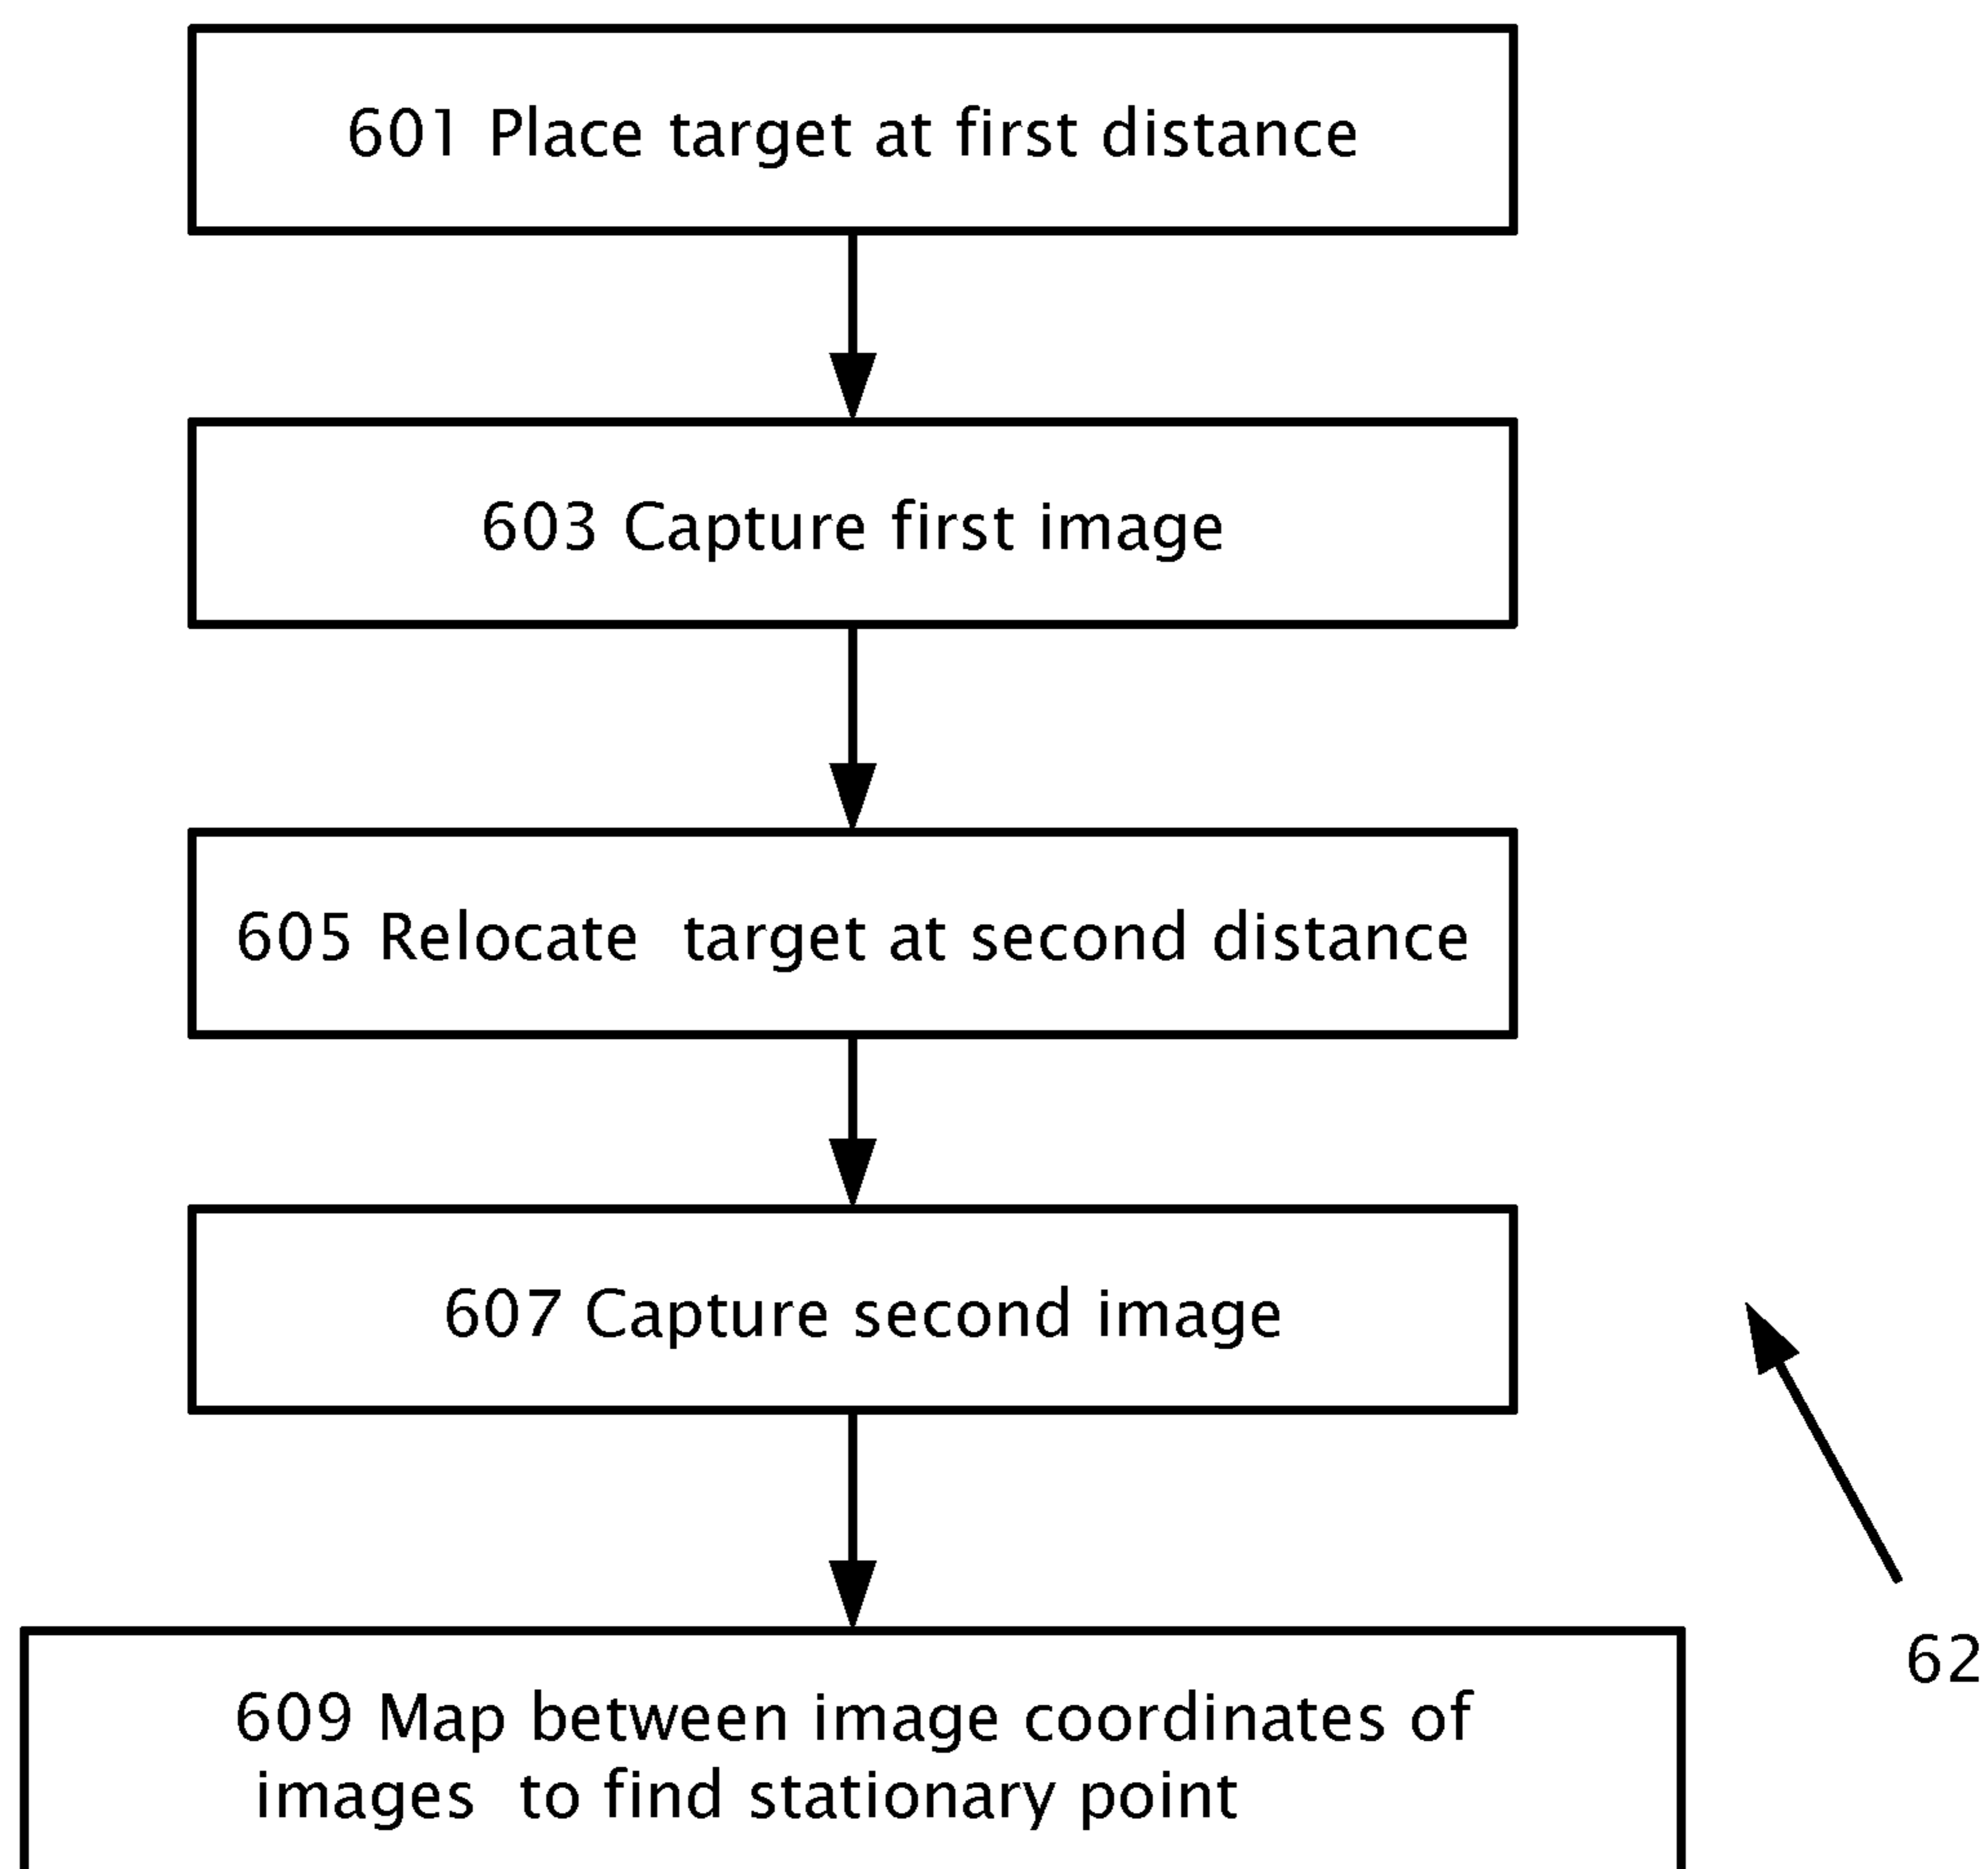 601 Place target at first distance
603 Capture first image
605 Relocate  target at second distance
607 Capture second image
62
609 Map between image coordinates of
images  to find stationary point